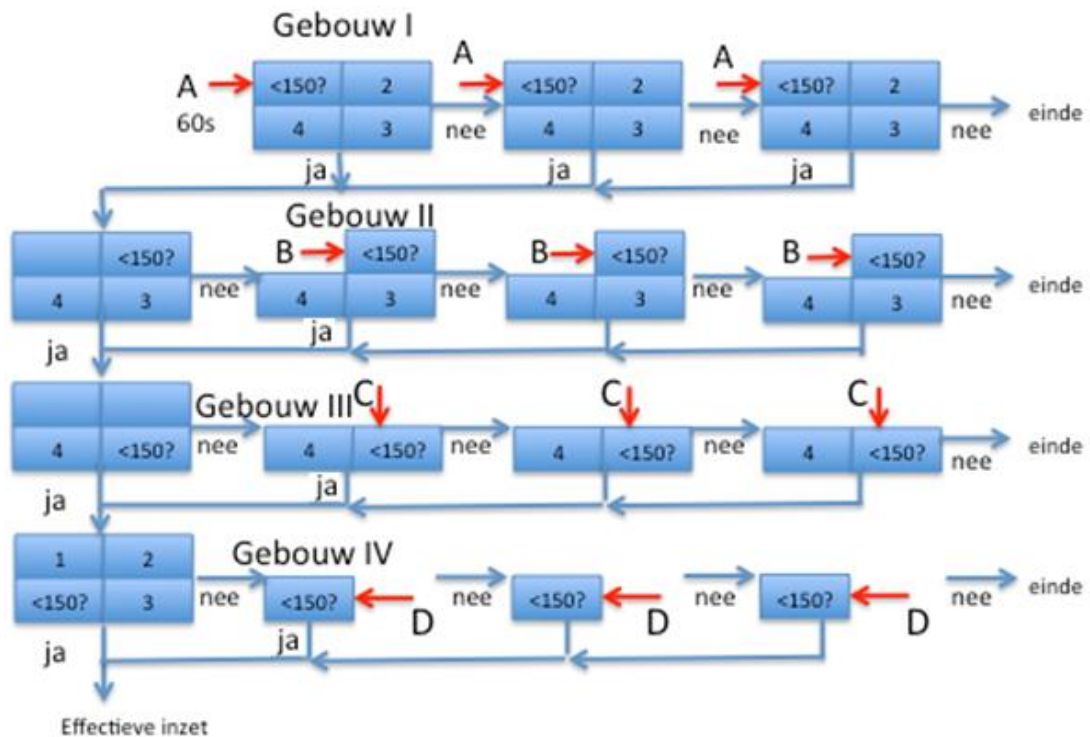 Gebouw I
A A A
<150? 2 <150? 2 <150? 2
60s
4 3 nee 4 3 nee 4 3 nee einde
ja ja ja
Gebouw II
<150? B <150? B <150? B <150?
4 3 nee 4 3 nee 4 3 nee 4 3 nee einde
ja ja
Gebouw III C C C
4 <150? nee 4 <150? nee 4 <150? nee 4 <150? nee einde
ja ja
1 2 Gebouw IV
<150? 3 nee <150? nee <150? nee <150? nee einde
D D D
ja ja
Effectieve inzet